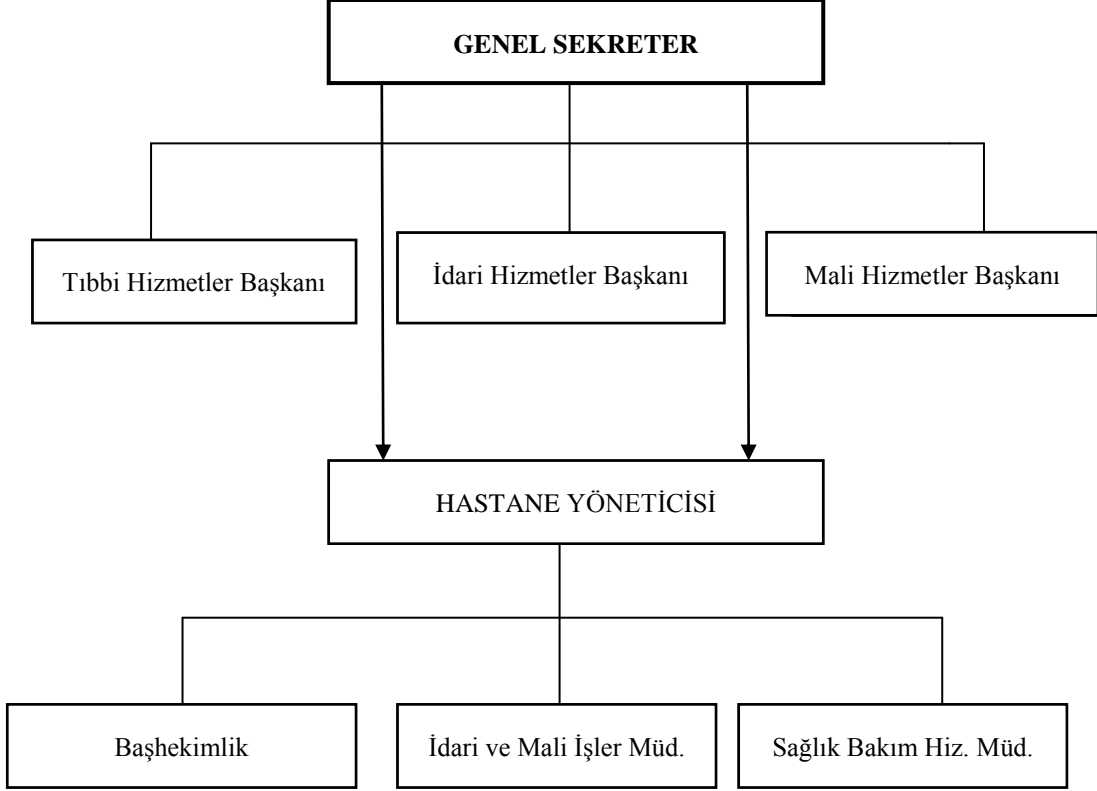 GENEL SEKRETER
Tıbbi Hizmetler Başkanı
İdari Hizmetler Başkanı
Mali Hizmetler Başkanı
HASTANE YÖNETİCİSİ
Başhekimlik
İdari ve Mali İşler Müd.
Sağlık Bakım Hiz. Müd.